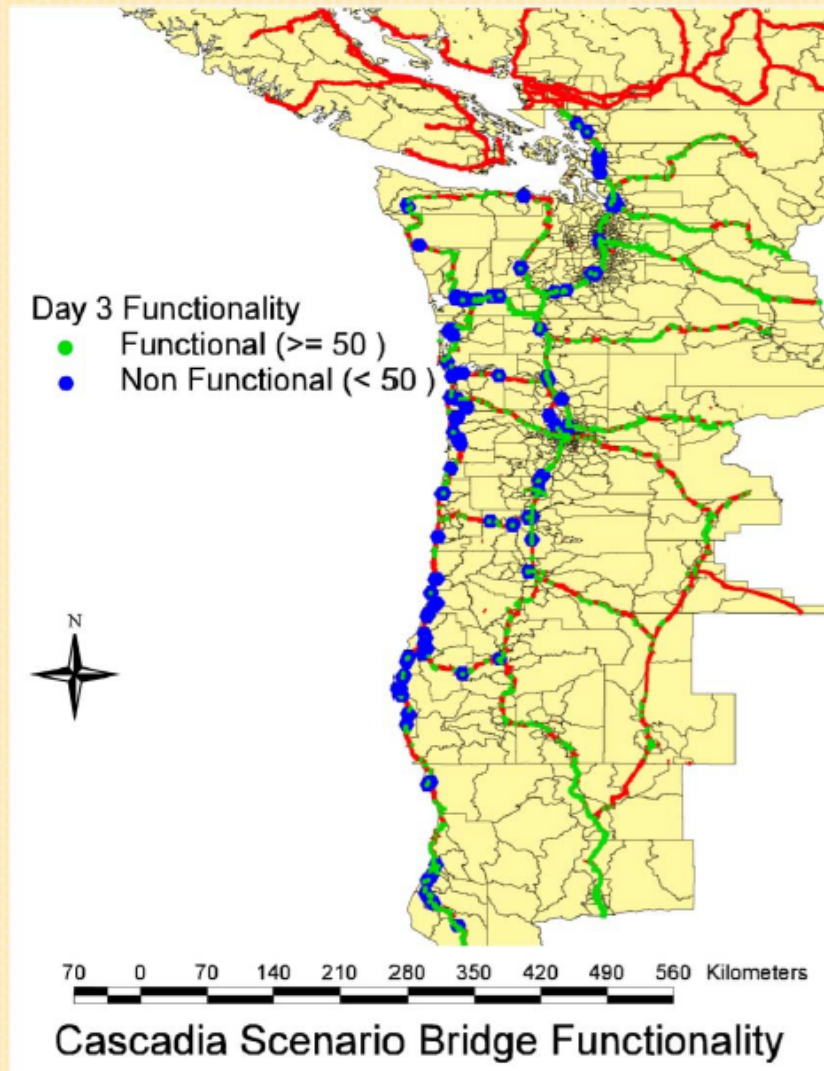 Day 3 Functionality
Functional (>= 50 )
Non Functional (< 50 )
N
70 0 70 140 210 280 350 420 490 560 Kilometers
Cascadia Scenario Bridge Functionality